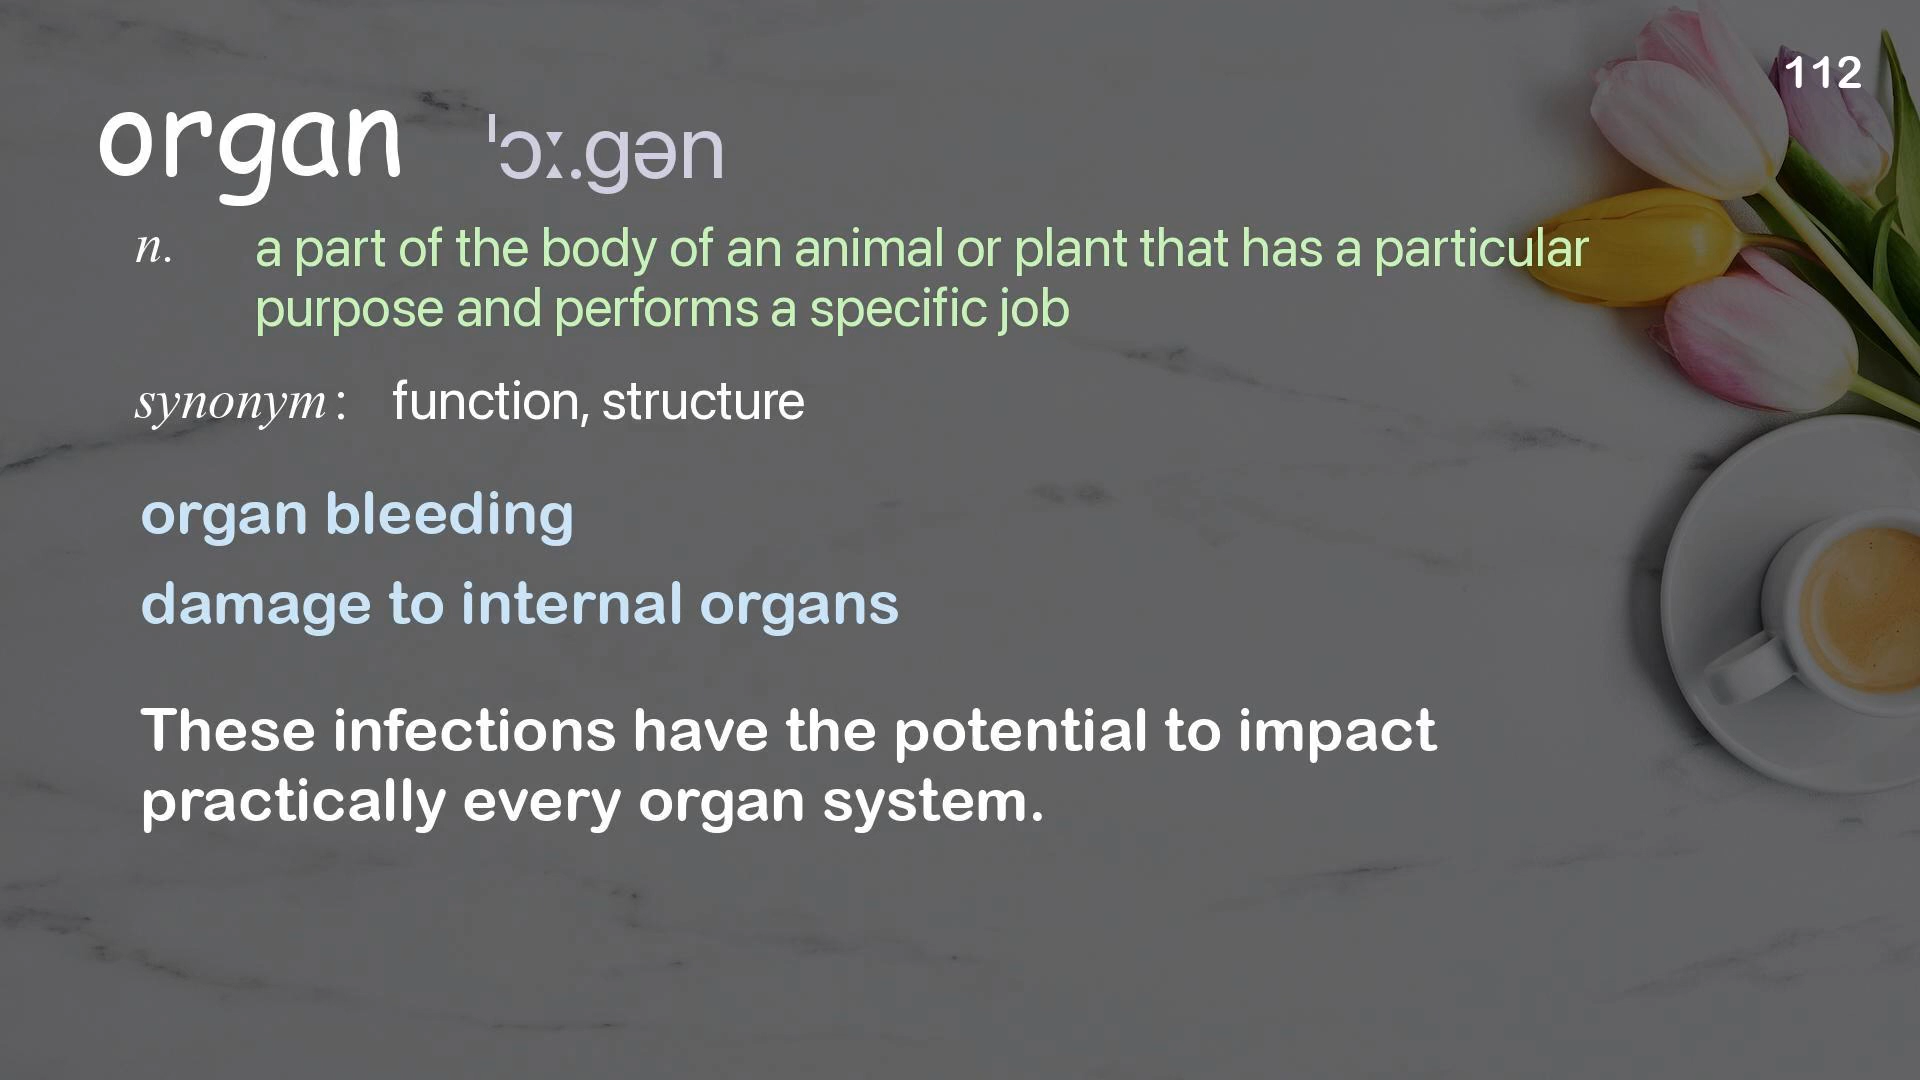 112
organ ˈɔː.gən
n. a part of the body of an animal or plant that has a particular
purpose and performs a specific job
synonym : function, structure
organ bleeding
damage to internal organs
These infections have the potential to impact
practically every organ system.